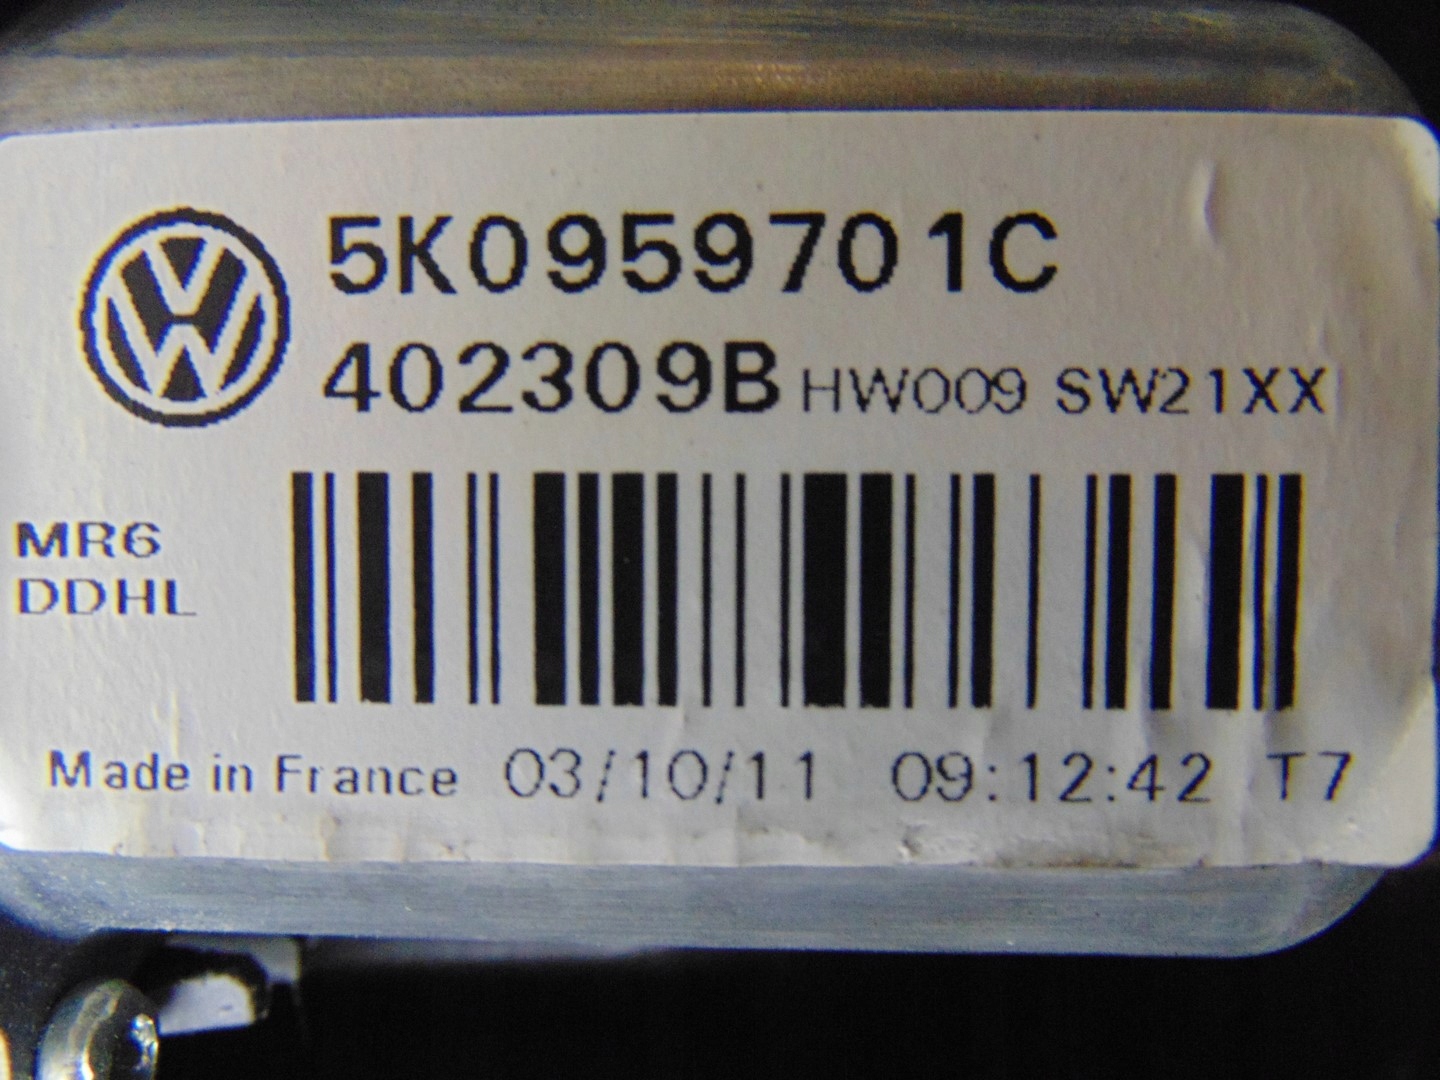 5K0959701C
402309B HW009 SW21XX
MR6
DDHL
Made in France 03/10/11 09:12:42 T7